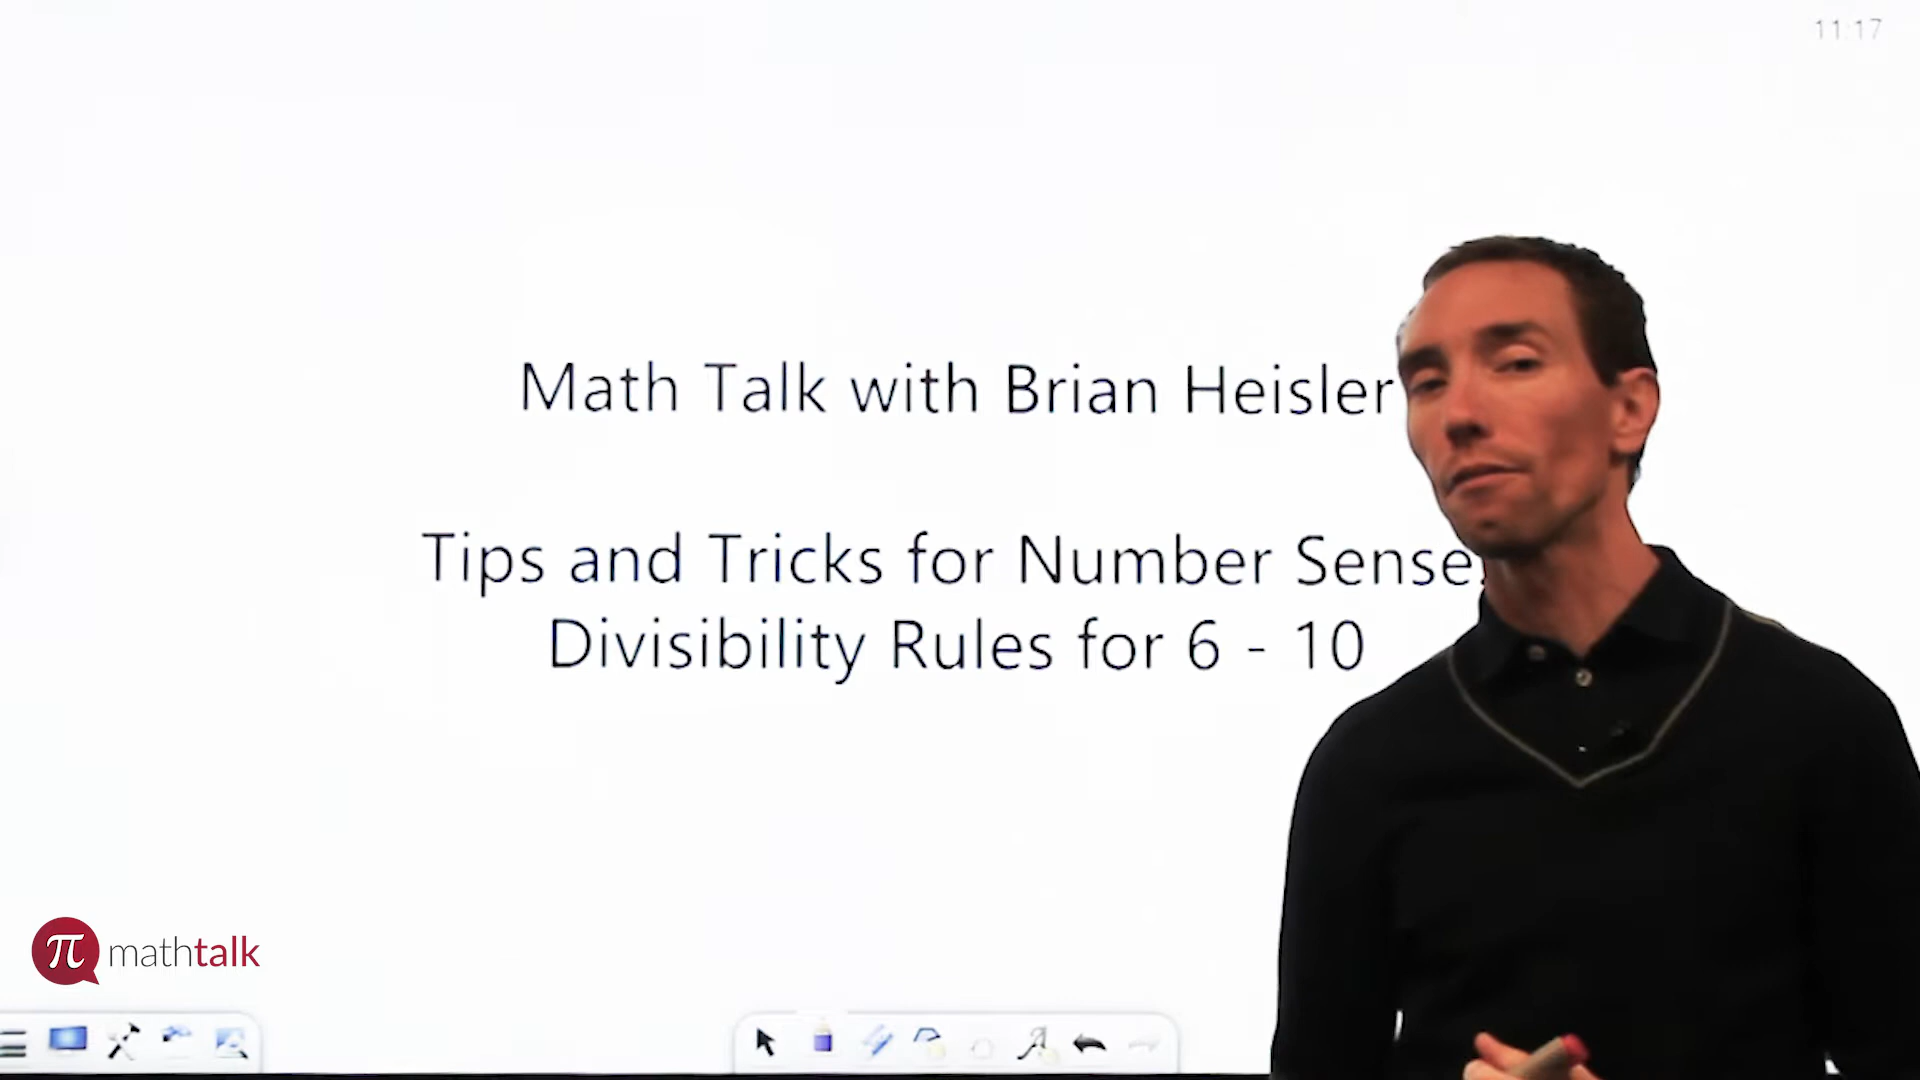 11:17
Math Talk with Brian Heisler
Tips and Tricks for Number Sense:
Divisibility Rules for 6 - 10
π mathtalk